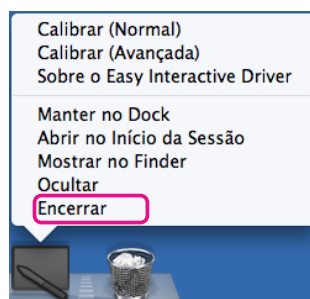 Calibrar (Normal)
Calibrar (Avançada)
Sobre o Easy Interactive Driver
Manter no Dock
Abrir no Início da Sessão
Mostrar no Finder
Ocultar
Encerrar